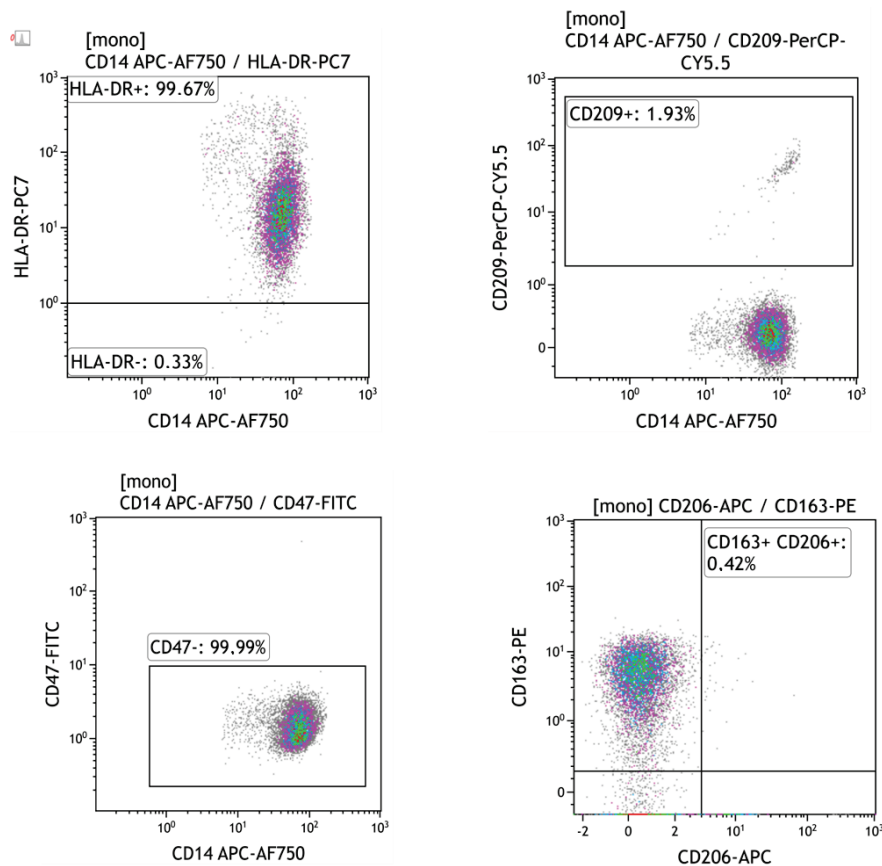 [mono]
CD14 APC-AF750 / HLA-DR-PC7
10³
HLA-DR+: 99.67%
10²
10¹
10⁰
HLA-DR-: 0.33%
HLA-DR-PC7
10⁰ 10¹ 10² 10³
CD14 APC-AF750
[mono]
CD14 APC-AF750 / CD209-PerCP-
CY5.5
10³
CD209+: 1.93%
10²
10¹
10⁰
0
CD209-PerCP-CY5.5
10⁰ 10¹ 10² 10³
CD14 APC-AF750
[mono]
CD14 APC-AF750 / CD47-FITC
10³
10²
CD47-: 99.99%
10¹
10⁰
CD47-FITC
10⁰ 10¹ 10² 10³
CD14 APC-AF750
[mono] CD206-APC / CD163-PE
10³
CD163+ CD206+:
0.42%
10²
10¹
10⁰
0
CD163-PE
-2 0 2 10¹ 10² 10³
CD206-APC